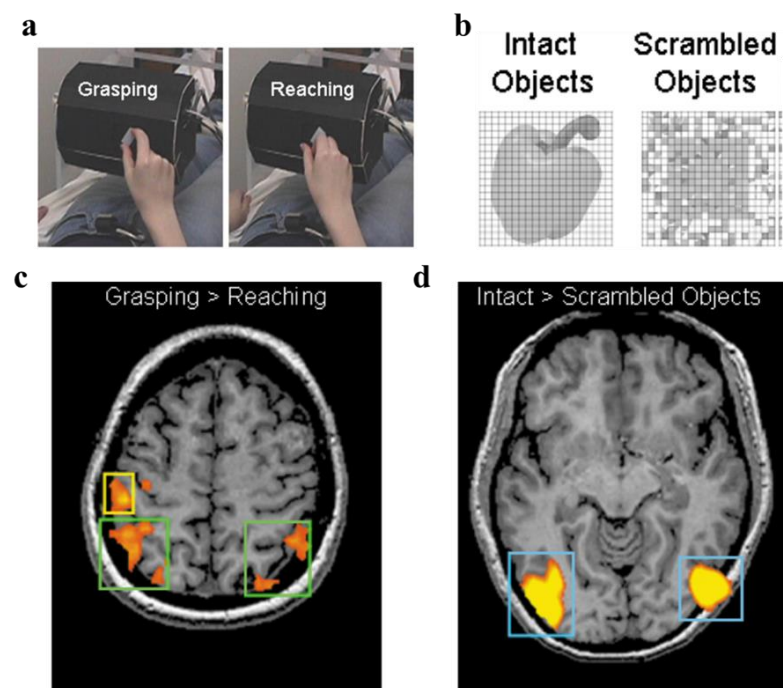 a
Grasping
Reaching
b
Intact
Objects
Scrambled
Objects
c
Grasping > Reaching
d
Intact > Scrambled Objects